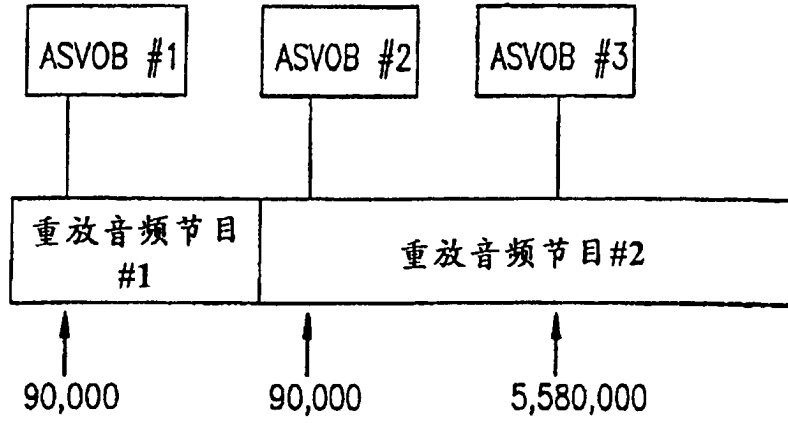 ASVOB #1
ASVOB #2
ASVOB #3
重放音频节目
#1
重放音频节目#2
90,000
90,000
5,580,000